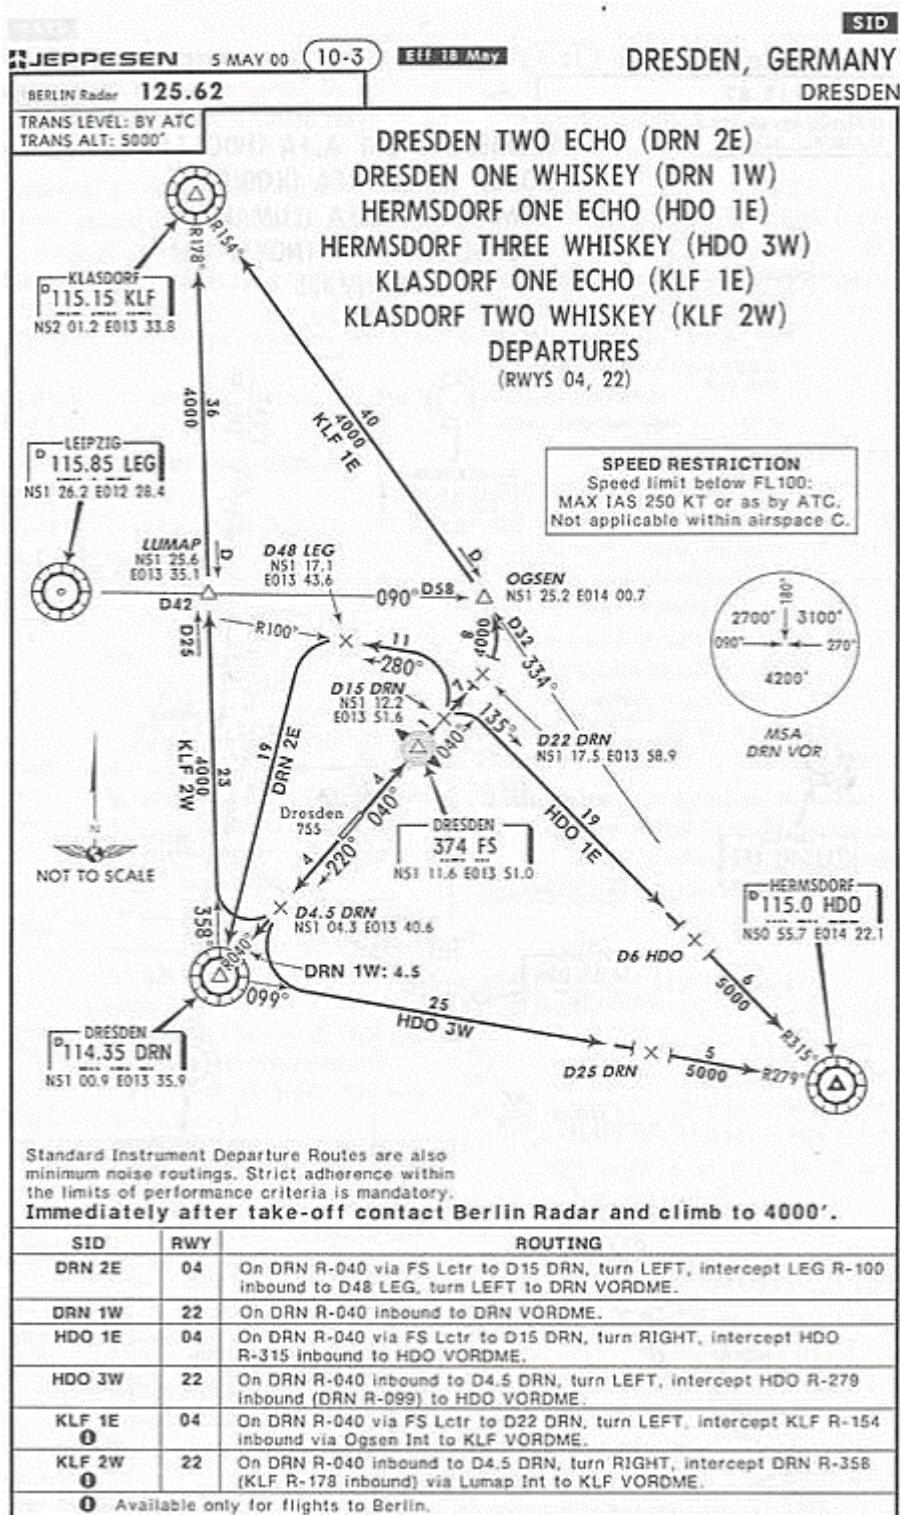 SID
JEPPESEN 5 MAY 00 10-3 Eff 18 May DRESDEN, GERMANY
BERLIN Radar 125.62 DRESDEN
TRANS LEVEL: BY ATC
TRANS ALT: 5000'
DRESDEN TWO ECHO (DRN 2E)
DRESDEN ONE WHISKEY (DRN 1W)
HERMSDORF ONE ECHO (HDO 1E)
HERMSDORF THREE WHISKEY (HDO 3W)
KLASDORF ONE ECHO (KLF 1E)
KLASDORF TWO WHISKEY (KLF 2W)
DEPARTURES
(RWYS 04, 22)
R178°
R154°
KLASDORF
D 115.15 KLF
N52 01.2 E013 33.8
36
4000
40
4000
KLF 1E
LEIPZIG
D 115.85 LEG
N51 26.2 E012 28.4
SPEED RESTRICTION
Speed limit below FL100:
MAX IAS 250 KT or as by ATC.
Not applicable within airspace C.
LUMAP
N51 25.6
E013 35.1
D
D48 LEG
N51 17.1
E013 43.6
D
OGSEN
N51 25.2 E014 00.7
D42
090° D58
D25
R100°
11
280°
8
4000
D32
334°
2700' 180° 3100'
090° 270°
4200'
MSA
DRN VOR
D15 DRN
N51 12.2
E013 51.6
7
135°
D22 DRN
N51 17.5 E013 58.9
040°
19
DRN 2E
KLF 2W
4000
23
4
040°
Dresden
755
4
220°
DRESDEN
374 FS
N51 11.6 E013 51.0
19
HDO 1E
N
NOT TO SCALE
HERMSDORF
D 115.0 HDO
N50 55.7 E014 22.1
358°
D4.5 DRN
N51 04.3 E013 40.6
R040°
DRN 1W: 4.5
099°
D6 HDO
6
5000
R315°
25
HDO 3W
DRESDEN
D 114.35 DRN
N51 00.9 E013 35.9
D25 DRN
5
5000
R279°
Standard Instrument Departure Routes are also
minimum noise routings. Strict adherence within
the limits of performance criteria is mandatory.
Immediately after take-off contact Berlin Radar and climb to 4000'.
SID RWY ROUTING
DRN 2E 04 On DRN R-040 via FS Lctr to D15 DRN, turn LEFT, intercept LEG R-100
inbound to D48 LEG, turn LEFT to DRN VORDME.
DRN 1W 22 On DRN R-040 inbound to DRN VORDME.
HDO 1E 04 On DRN R-040 via FS Lctr to D15 DRN, turn RIGHT, intercept HDO
R-315 inbound to HDO VORDME.
HDO 3W 22 On DRN R-040 inbound to D4.5 DRN, turn LEFT, intercept HDO R-279
inbound (DRN R-099) to HDO VORDME.
KLF 1E 04 On DRN R-040 via FS Lctr to D22 DRN, turn LEFT, intercept KLF R-154
❶ inbound via Ogsen Int to KLF VORDME.
KLF 2W 22 On DRN R-040 inbound to D4.5 DRN, turn RIGHT, intercept DRN R-358
❶ (KLF R-178 inbound) via Lumap Int to KLF VORDME.
❶ Available only for flights to Berlin.